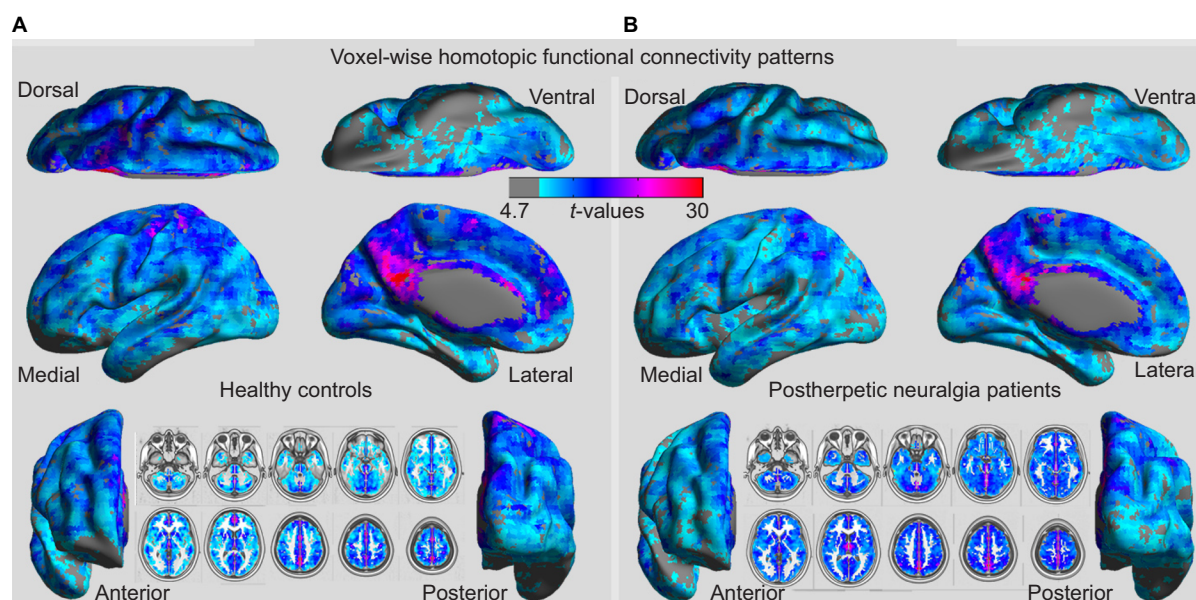 A B
Voxel-wise homotopic functional connectivity patterns
Dorsal Ventral Dorsal Ventra
4.7 t-values 30
Medial Lateral Medial Latera
Healthy controls Postherpetic neuralgia patients
Anterior Posterior Anterior Posterior